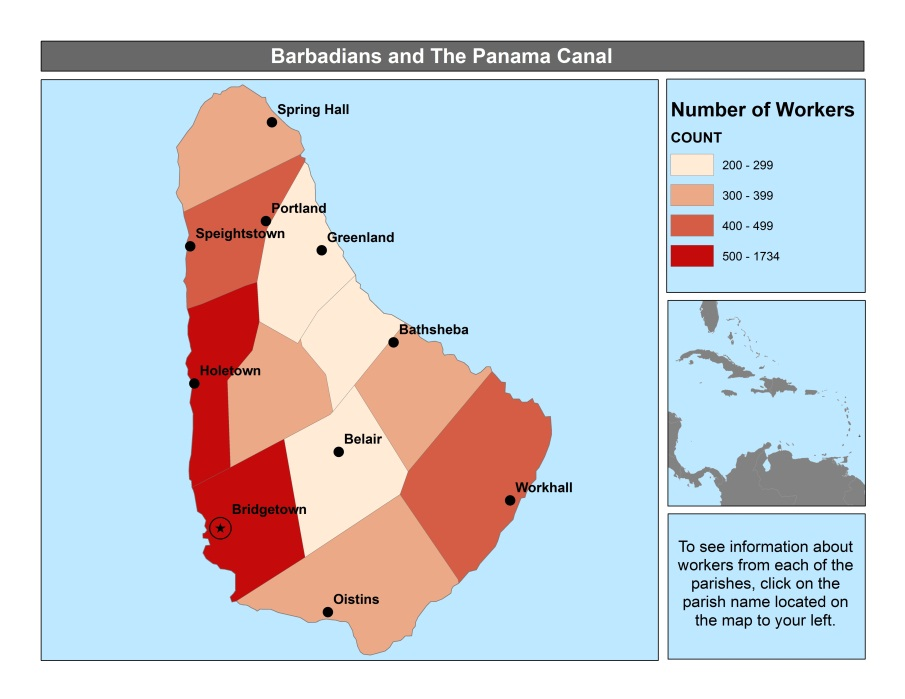 Barbadians and The Panama Canal
Spring Hall
Portland
Speightstown
Greenland
Bathsheba
Holetown
Belair
Workhall
Bridgetown
Oistins
Number of Workers
COUNT
200 - 299
300 - 399
400 - 499
500 - 1734
To see information about
workers from each of the
parishes, click on the
parish name located on
the map to your left.